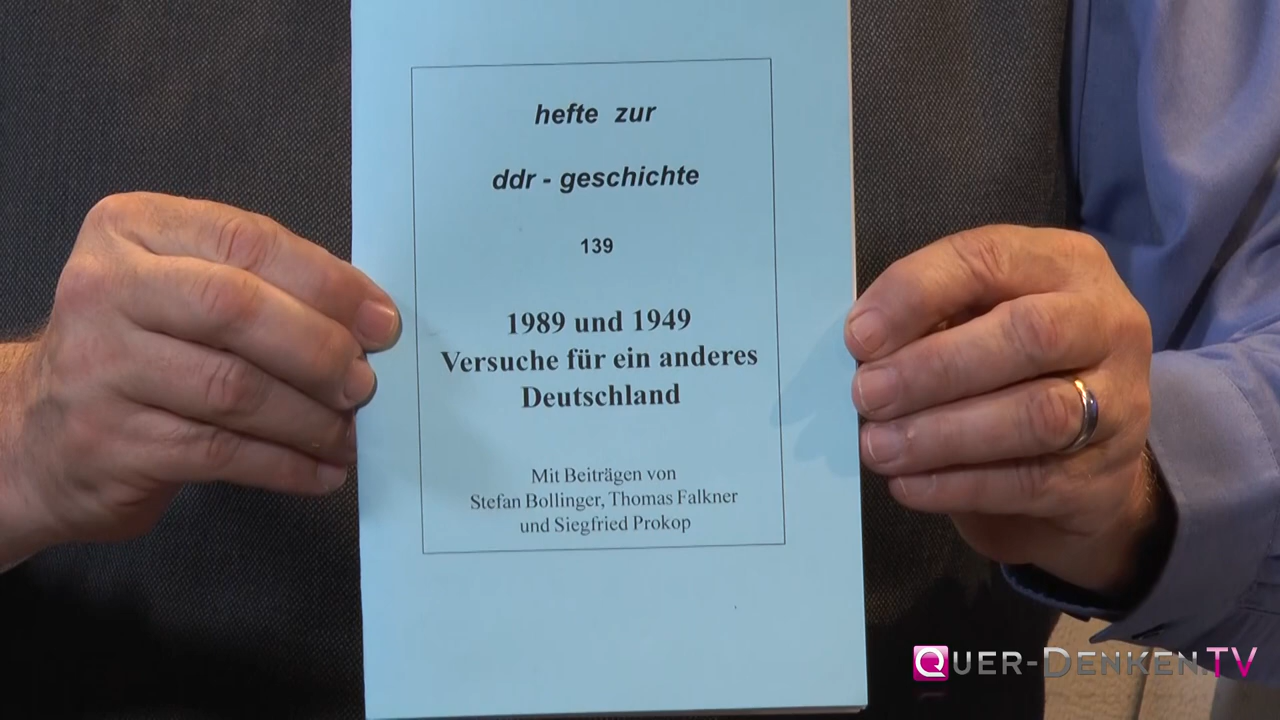 hefte zur
ddr - geschichte
139
1989 und 1949
Versuche für ein anderes
Deutschland
Mit Beiträgen von
Stefan Bollinger, Thomas Falkner
und Siegfried Prokop
QUER-DENKEN.TV